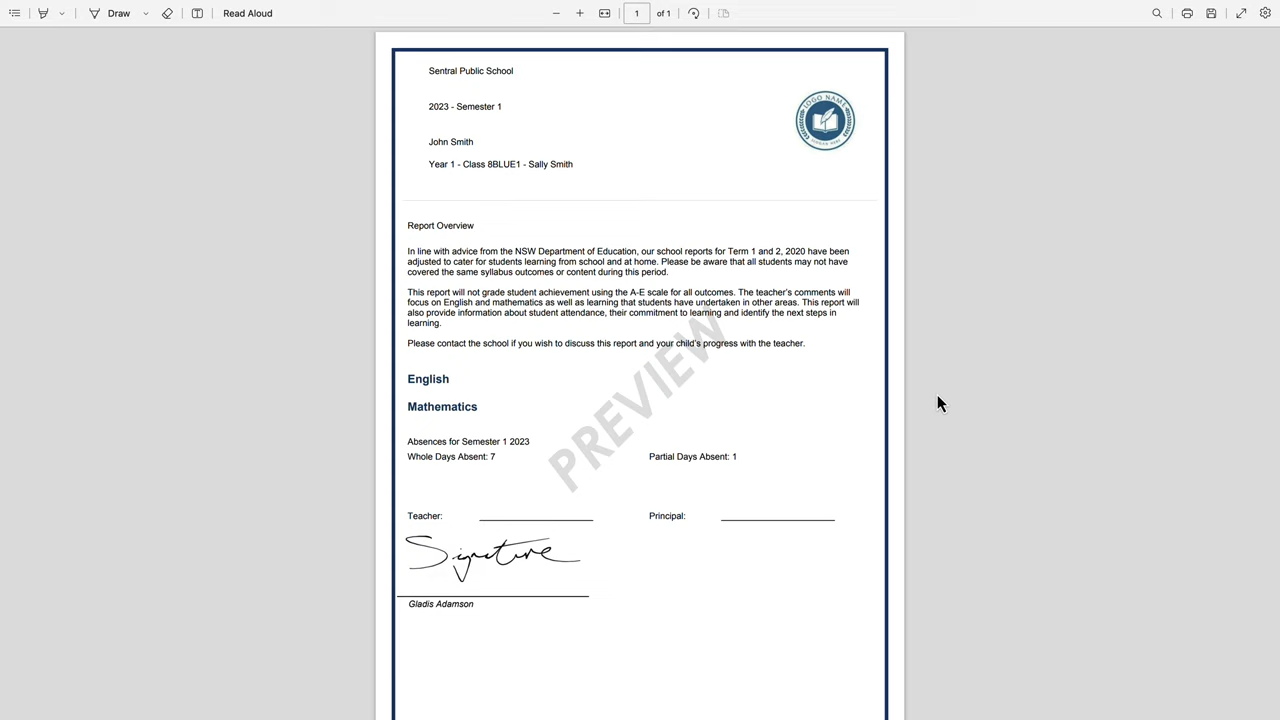 Draw
Read Aloud
1 of 1
Sentral Public School
2023 - Semester 1
LOGO NAME
John Smith
Year 1 - Class 8BLUE1 - Sally Smith
Report Overview
In line with advice from the NSW Department of Education, our school reports for Term 1 and 2, 2020 have been
adjusted to cater for students learning from school and at home. Please be aware that all students may not have
covered the same syllabus outcomes or content during this period.
This report will not grade student achievement using the A-E scale for all outcomes. The teacher's comments will
focus on English and mathematics as well as learning that students have undertaken in other areas. This report will
also provide information about student attendance, their commitment to learning and identify the next steps in
learning.
Please contact the school if you wish to discuss this report and your child's progress with the teacher.
PREVIEW
English
Mathematics
Absences for Semester 1 2023
Whole Days Absent: 7 Partial Days Absent: 1
Teacher: Principal:
Signature
Gladis Adamson